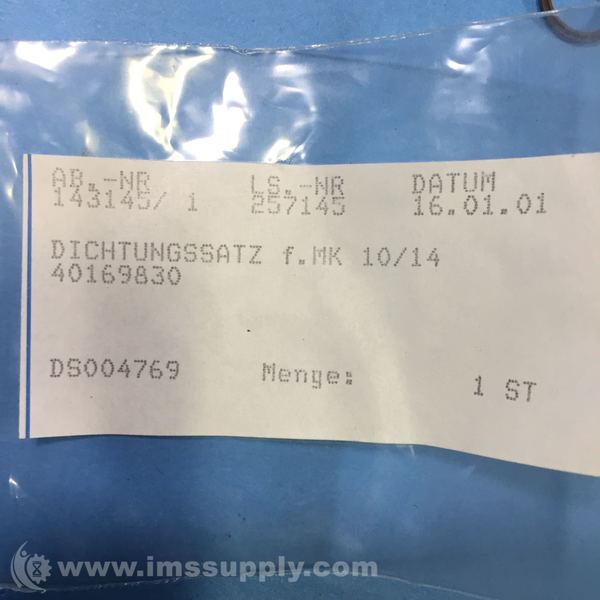 AB.-NR LS.-NR DATUM
143145/ 1 257145 16.01.01
DICHTUNGSSATZ f.MK 10/14
40169830
DS004769 Menge: 1 ST
www.imssupply.com